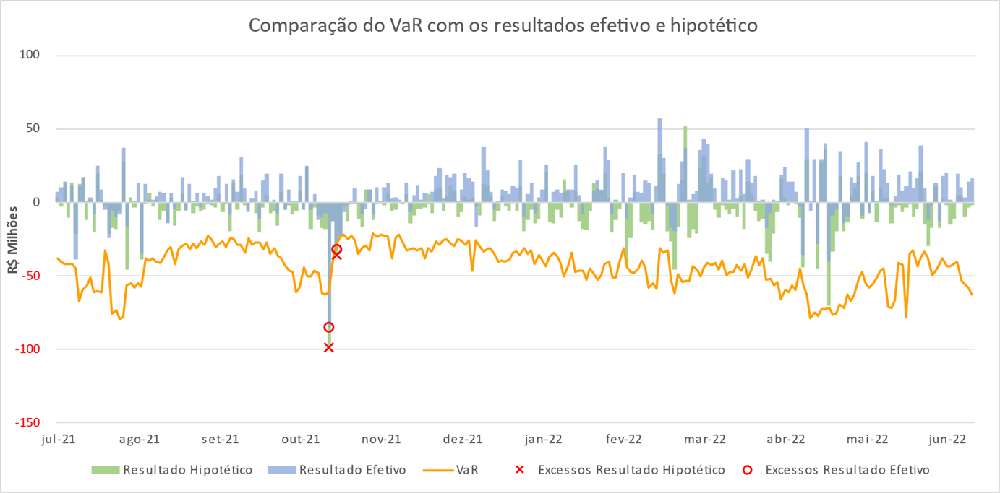 Comparação do VaR com os resultados efetivo e hipotético
100
50
0
-50
-100
-150
R$ Milhões
jul-21 ago-21 set-21 out-21 nov-21 dez-21 jan-22 fev-22 mar-22 abr-22 mai-22 jun-22
Resultado Hipotético Resultado Efetivo VaR Excessos Resultado Hipotético Excessos Resultado Efetivo